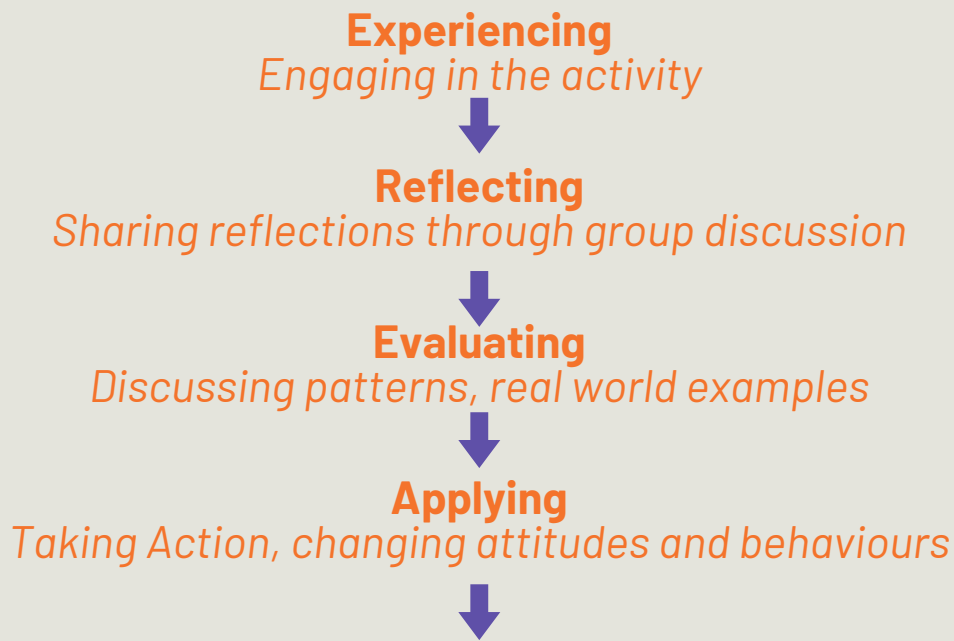 Experiencing
Engaging in the activity
Reflecting
Sharing reflections through group discussion
Evaluating
Discussing patterns, real world examples
Applying
Taking Action, changing attitudes and behaviours